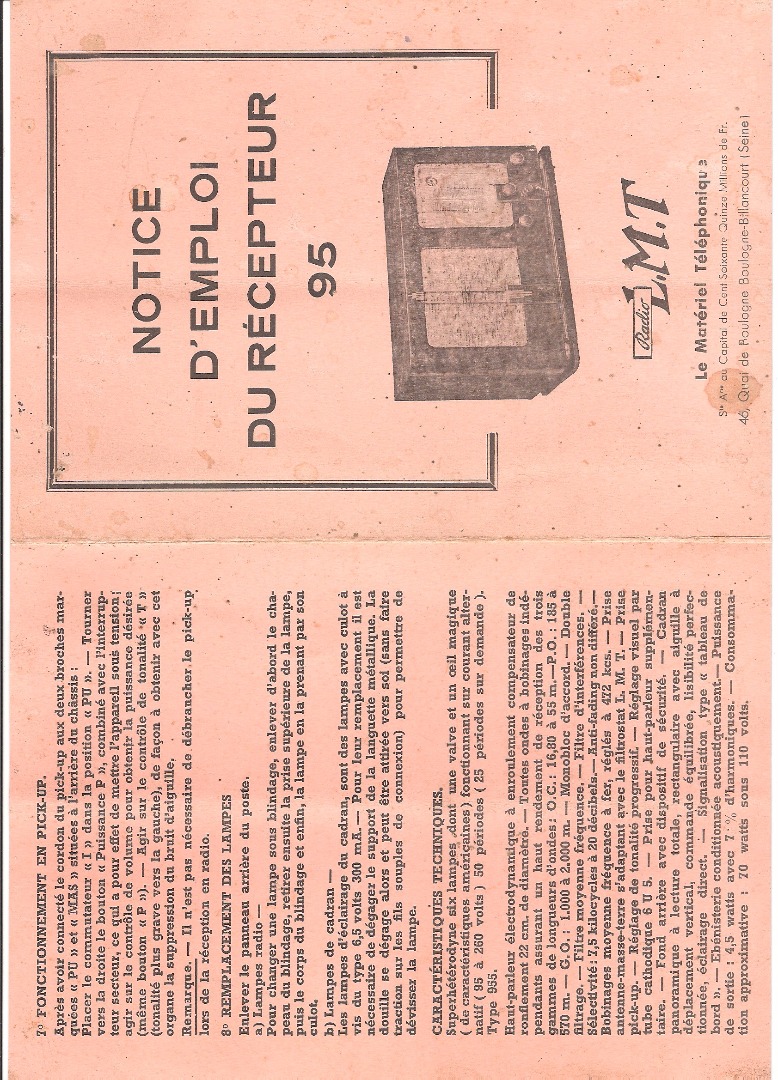 7° FONCTIONNEMENT EN PICK-UP.
Après avoir connecté le cordon du pick-up aux deux broches mar-
quées « PU » et « MAS » situées à l'arrière du châssis :
Placer le commutateur « I » dans la position « PU ». — Tourner
vers la droite le bouton « Puissance P », combiné avec l'interrup-
teur secteur, ce qui a pour effet de mettre l'appareil sous tension ;
agir sur le contrôle de volume pour obtenir la puissance désirée
(même bouton « P »). — Agir sur le contrôle de tonalité « T »
(tonalité plus grave vers la gauche), de façon à obtenir avec cet
organe la suppression du bruit d'aiguille.
Remarque. — Il n'est pas nécessaire de débrancher le pick-up
lors de la réception en radio.
8° REMPLACEMENT DES LAMPES
Enlever le panneau arrière du poste.
a) Lampes radio —
Pour changer une lampe sous blindage, enlever d'abord le cha-
peau du blindage, retirer ensuite la prise supérieure de la lampe,
puis le corps du blindage et enfin, la lampe en la prenant par son
culot.
b) Lampes de cadran —
Les lampes d'éclairage du cadran, sont des lampes avec culot à
vis du type 6,5 volts 300 mA. — Pour leur remplacement il est
nécessaire de dégager le support de la languette métallique. La
douille se dégage alors et peut être attirée vers soi (sans faire
traction sur les fils souples de connexion) pour permettre de
dévisser la lampe.
CARACTÉRISTIQUES TECHNIQUES.
Superhétérodyne six lampes ,dont une valve et un œil magique
( de caractéristiques américaines ) fonctionnant sur courant alter-
natif ( 95 à 260 volts ) 50 périodes ( 25 périodes sur demande ).
Type 955.
Haut-parleur électrodynamique à enroulement compensateur de
ronflement 22 cm. de diamètre. — Toutes ondes à bobinages indé-
pendants assurant un haut rendement de réception des trois
gammes de longueurs d'ondes : O.C. : 16,80 à 55 m.—P.O. : 185 à
570 m. — G.O. : 1.000 à 2.000 m. — Monobloc d'accord. — Double
filtrage. — Filtre moyenne fréquence. — Filtre d'interférences. —
Sélectivité : 7,5 kilocycles à 20 décibels.— Anti-fading non différé.—
Bobinages moyenne fréquence à fer, réglés à 472 kcs. — Prise
antenne-masse-terre s'adaptant avec le filtrostat L. M. T. — Prise
pick-up. — Réglage de tonalité progressif. — Réglage visuel par
tube cathodique 6 U 5. — Prise pour haut-parleur supplémen-
taire. — Fond arrière avec dispositif de sécurité. — Cadran
panoramique à lecture totale, rectangulaire avec aiguille à
déplacement vertical, commande équilibrée, lisibilité perfec-
tionnée, éclairage direct. — Signalisation type « tableau de
bord ». — Ebénisterie conditionnée acoustiquement.— Puissance
de sortie : 4,5 watts avec 7 % d'harmoniques. — Consomma-
tion approximative : 70 watts sous 110 volts.
NOTICE
D'EMPLOI
DU RÉCEPTEUR
95
Radio L.M.T
Le Matériel Téléphonique
Sté Ame au Capital de Cent Soixante Quinze Millions de Fr.
46, Quai de Boulogne Boulogne-Billancourt (Seine)